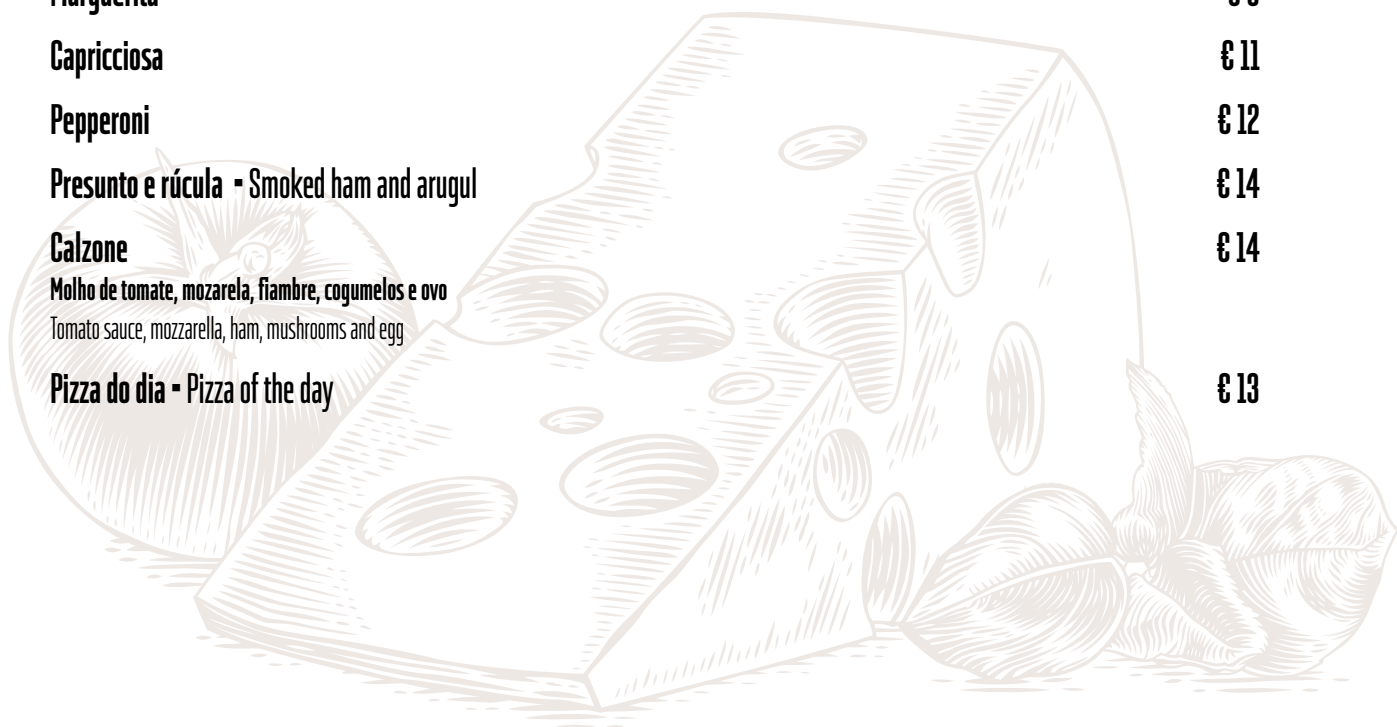 Capricciosa € 11
Pepperoni € 12
Presunto e rúcula ▪ Smoked ham and arugul € 14
Calzone € 14
Molho de tomate, mozarela, fiambre, cogumelos e ovo
Tomato sauce, mozzarella, ham, mushrooms and egg
Pizza do dia ▪ Pizza of the day € 13